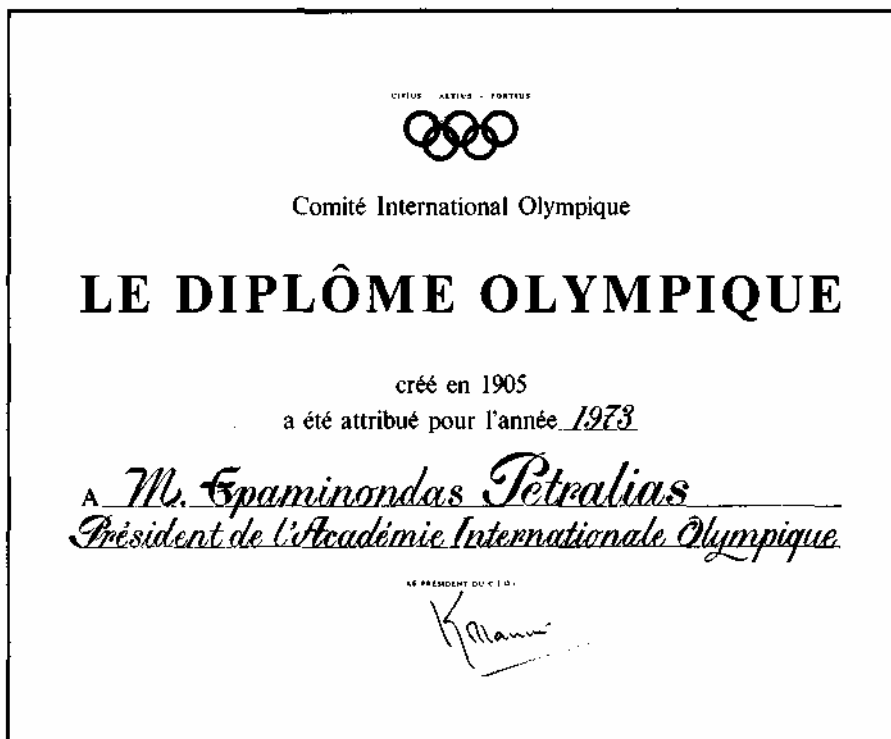 CITIUS - ALTIUS - FORTIUS
Comité International Olympique
LE DIPLÔME OLYMPIQUE
créé en 1905
a été attribué pour l'année 1973
A M. Epaminondas Petralias
Président de l'Académie Internationale Olympique
LE PRÉSIDENT DU C.I.O.